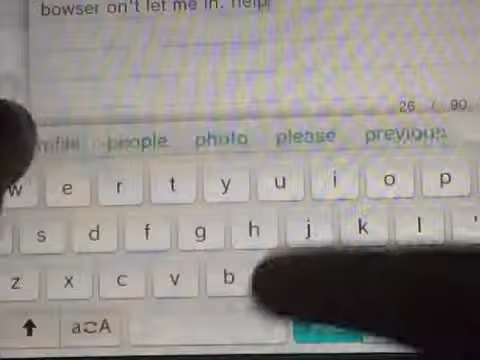 bowser on't let me in. help
26 / 90
people photo please previous
w e r t y u i o p
s d f g h j k l '
z x c v b
a⊂A